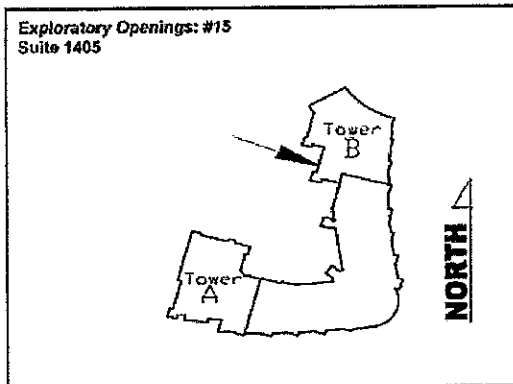 Exploratory Openings: #15
Suite 1405
Tower
B
Tower
A
NORTH